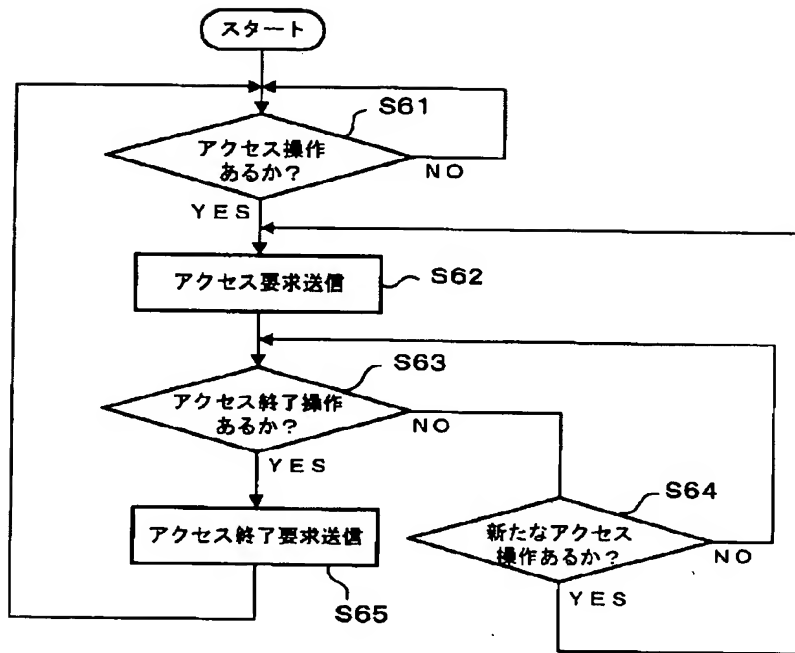 スタート
S61
アクセス操作
あるか?
NO
YES
アクセス要求送信
S62
S63
アクセス終了操作
あるか?
NO
YES
S64
新たなアクセス
操作あるか?
NO
YES
アクセス終了要求送信
S65